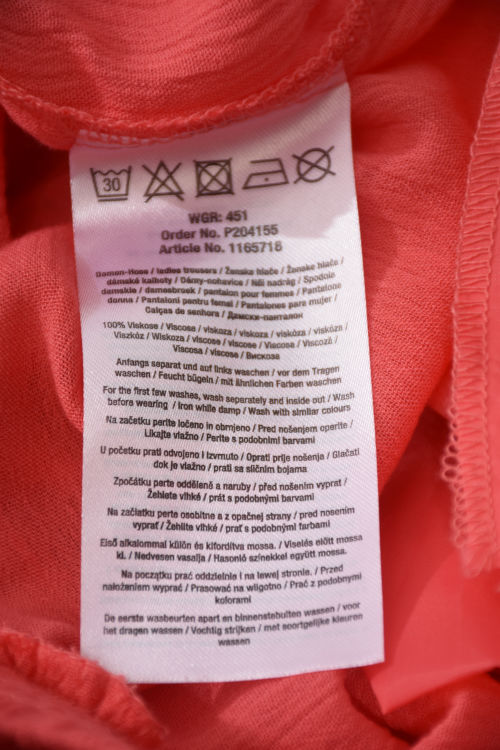 30
WGR: 451
Order No. P204155
Article No. 1165718
Damen-Hose / ladies trousers / Ženske hlače / Ženske hlače /
dámské kalhoty / Dámy-nohavice / Női nadrág / Spodnie
damskie / damesbroek / pantalon pour femmes / Pantalone
donna / Pantaloni pentru femei / Pantalones para mujer /
Calças de senhora / Дамски-панталон
100% Viskose / Viscose / viskoza / viskoza / viskóza / viskózn /
Viszkóz / Wiskoza / viscose / viscose / Viscosa / Viscoză /
Viscosa / viscose / Вискоза
Anfangs separat und auf links waschen / vor dem Tragen
waschen / Feucht bügeln / mit ähnlichen Farben waschen
For the first few washes, wash separately and inside out / Wash
before wearing / Iron while damp / Wash with similar colours
Na začetku perite ločeno in obrnjeno / Pred nošenjem operite /
Likajte vlažno / Perite s podobnimi barvami
U početku prati odvojeno i izvrnuto / Oprati prije nošenja / Glačati
dok je vlažno / prati sa sličnim bojama
Zpočátku perte odděleně a naruby / před nošením vyprat /
Žehlete vlhké / prát s podobnými barvami
Na začiatku perte osobitne a z opačnej strany / pred nosením
vyprať / Žehlite vlhké / prať s podobnými farbami
Első alkalommal külön és kifordítva mossa. / Viselés előtt mossa
ki. / Nedvesen vasalja / Hasonló színekkel együtt mossa.
Na początku prać oddzielnie i na lewej stronie. / Przed
nałożeniem wyprać / Prasować na wilgotno / Prać z podobnymi
kolorami
De eerste wasbeurten apart en binnenstebuiten wassen / voor
het dragen wassen / Vochtig strijken / met soortgelijke kleuren
wassen